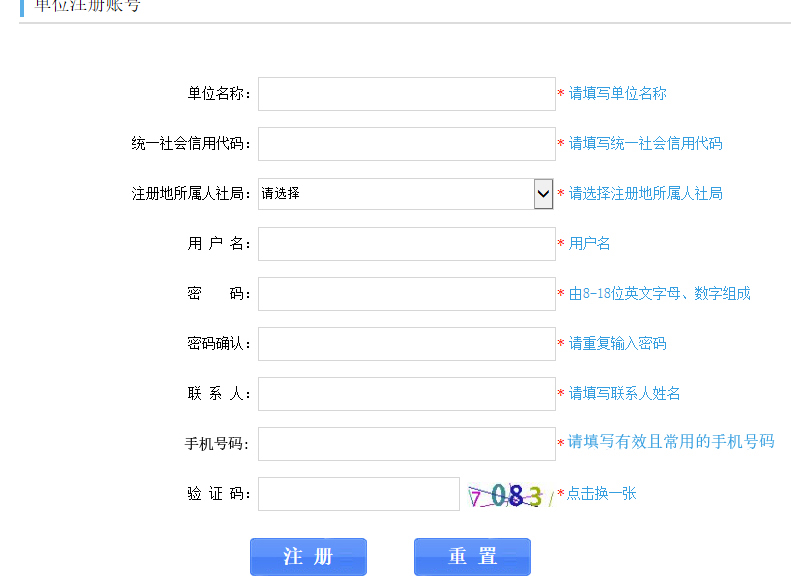 单位注册账号
单位名称： * 请填写单位名称
统一社会信用代码： * 请填写统一社会信用代码
注册地所属人社局： 请选择 * 请选择注册地所属人社局
用 户 名： * 用户名
密 码： * 由8-18位英文字母、数字组成
密码确认： * 请重复输入密码
联 系 人： * 请填写联系人姓名
手机号码： * 请填写有效且常用的手机号码
验 证 码： 7083 * 点击换一张
注 册 重 置